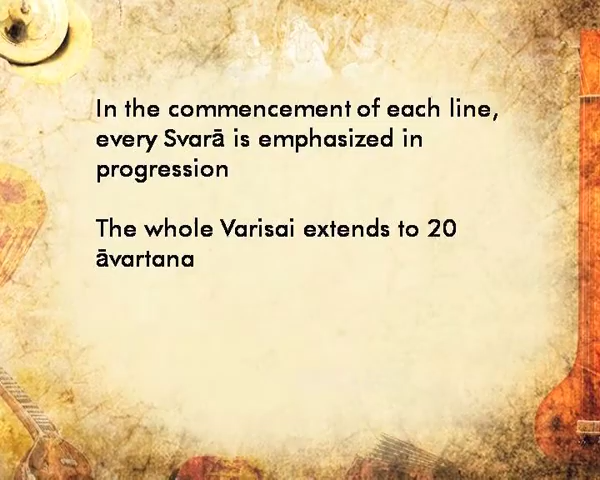 In the commencement of each line,
every Svarā is emphasized in
progression
The whole Varisai extends to 20
āvartana